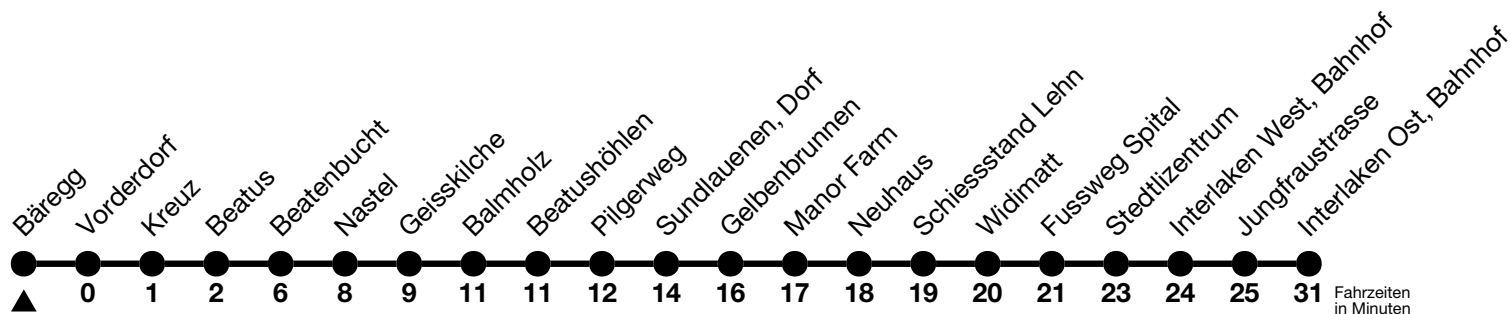 Bäregg
Vorderdorf
Kreuz
Beatus
Beatenbucht
Nastel
Geisskilche
Balmholz
Beatushöhlen
Pilgerweg
Sundlauenen, Dorf
Gelbenbrunnen
Manor Farm
Neuhaus
Schiessstand Lehn
Widimatt
Fussweg Spital
Stedtlizentrum
Interlaken West, Bahnhof
Jungfraustrasse
Interlaken Ost, Bahnhof
0 1 2 6 8 9 11 11 12 14 16 17 18 19 20 21 23 24 25 31
Fahrzeiten
in Minuten